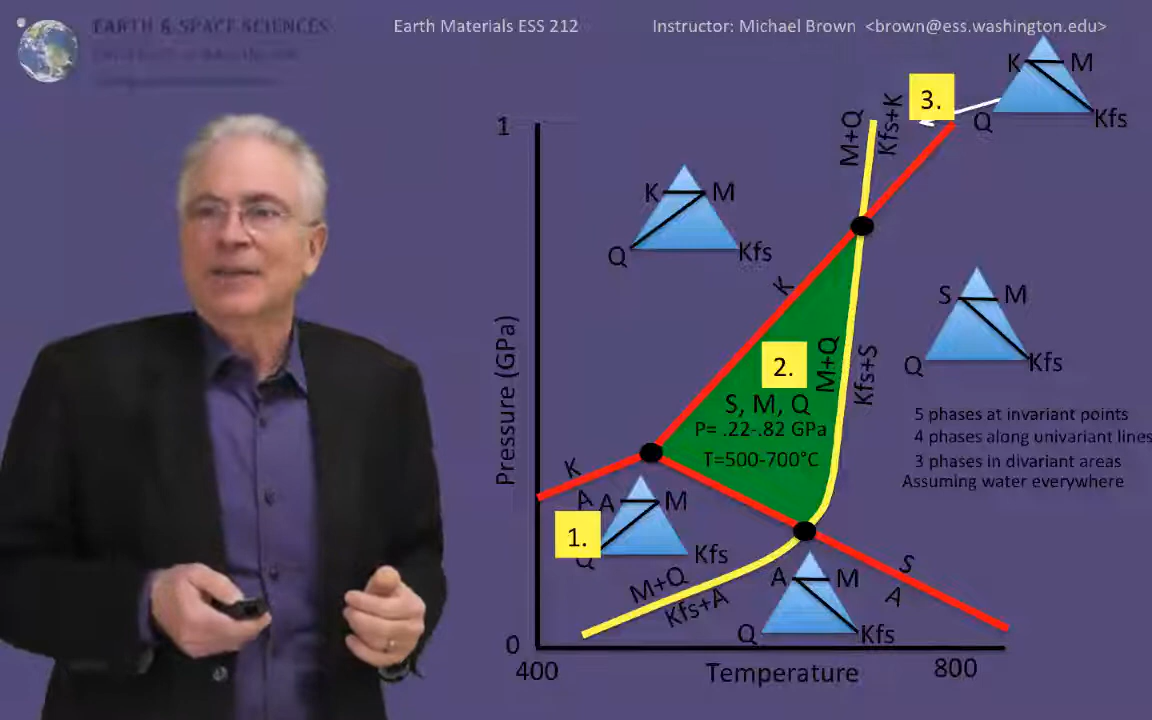 EARTH & SPACE SCIENCES
Earth Materials ESS 212
Instructor: Michael Brown <brown@ess.washington.edu>
K M
Q Kfs
3.
M+Q
Kfs+K
1
K M
Q Kfs
K
S M
Q Kfs
2.
M+Q
Kfs+S
S, M, Q
P= .22-.82 GPa
T=500-700°C
Pressure (GPa)
5 phases at invariant points
4 phases along univariant lines
3 phases in divariant areas
Assuming water everywhere
K
A
A M
1.
Q Kfs
M+Q
Kfs+A
S
A
A M
Q Kfs
0
400
Temperature
800